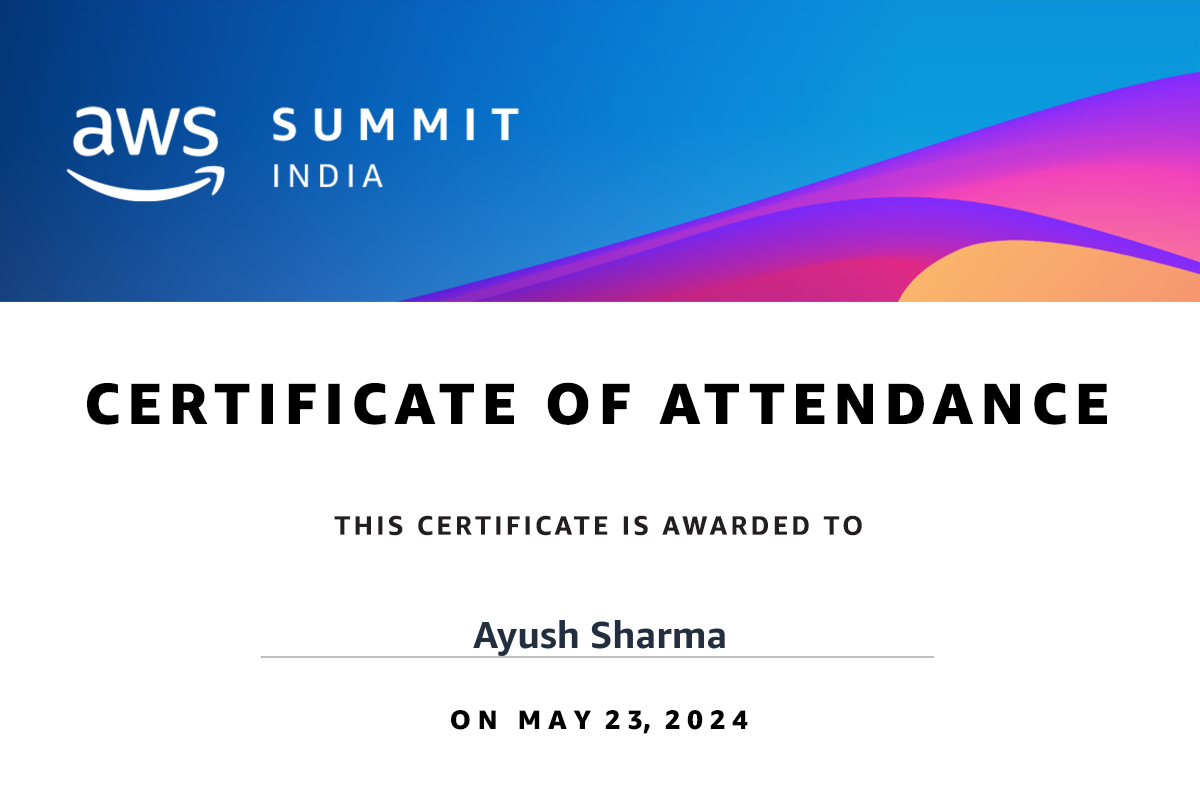 aws SUMMIT
INDIA
CERTIFICATE OF ATTENDANCE
THIS CERTIFICATE IS AWARDED TO
Ayush Sharma
ON MAY 23, 2024